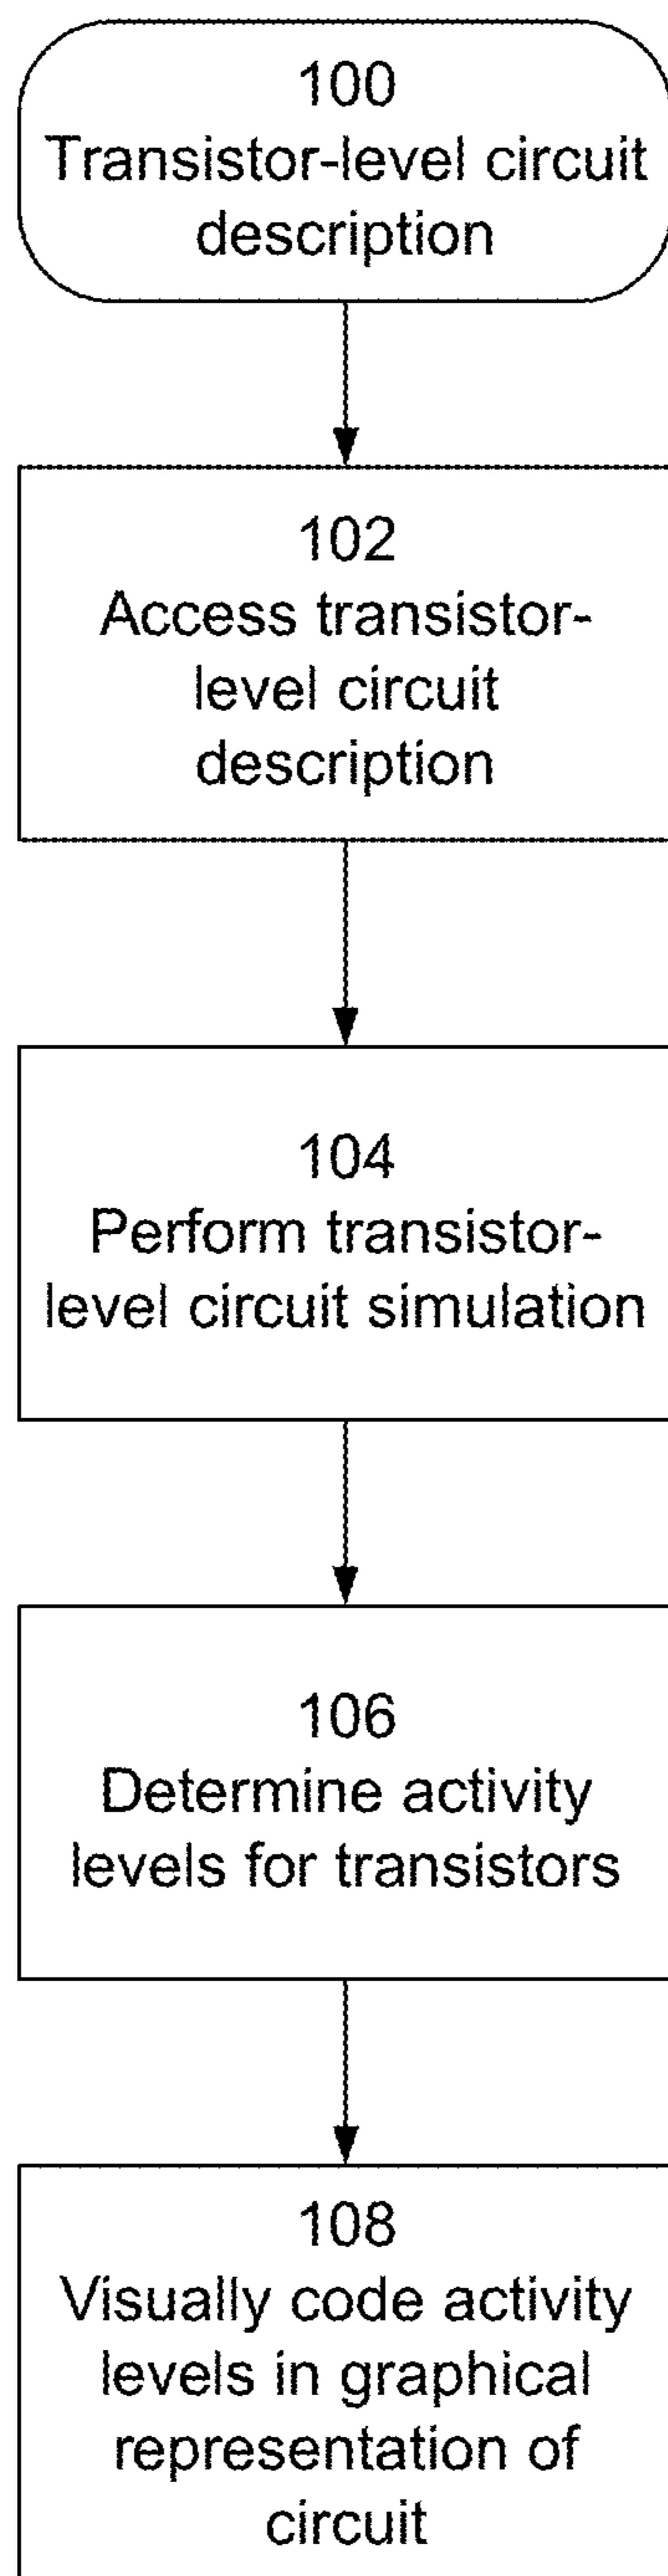 100
Transistor-level circuit
description
102
Access transistor-
level circuit
description
104
Perform transistor-
level circuit simulation
106
Determine activity
levels for transistors
108
Visually code activity
levels in graphical
representation of
circuit